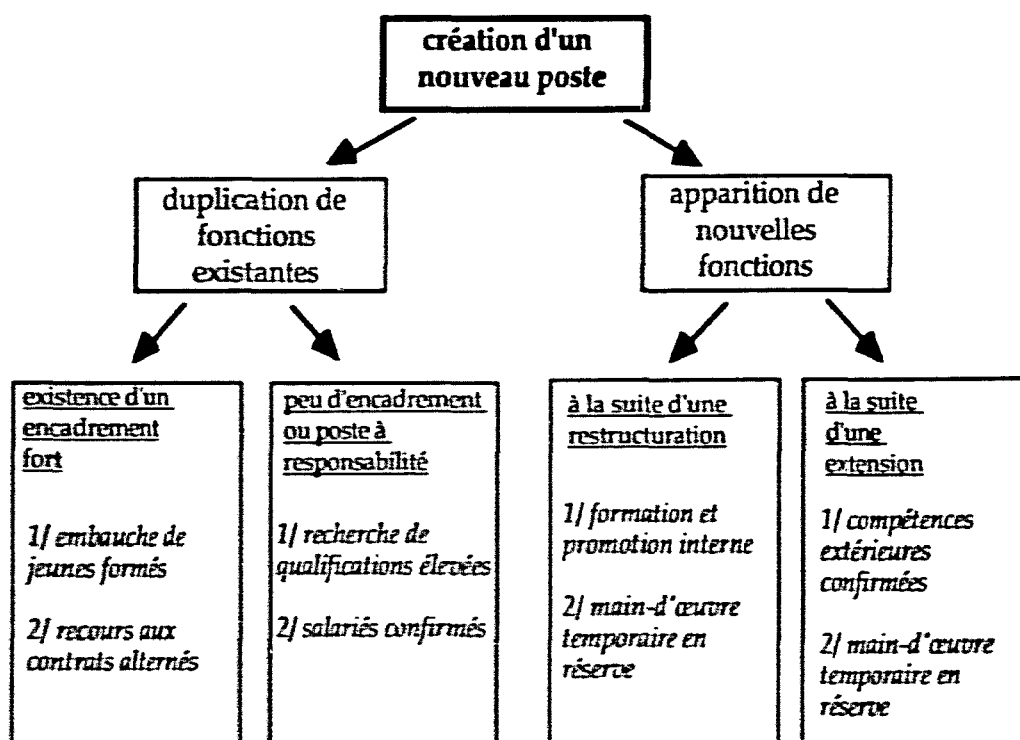 création d'un
nouveau poste
duplication de
fonctions
existantes
apparition de
nouvelles
fonctions
existence d'un
encadrement
fort
1/ embauche de
jeunes formés
2/ recours aux
contrats alternés
peu d'encadrement
ou poste à
responsabilité
1/ recherche de
qualifications élevées
2/ salariés confirmés
à la suite d'une
restructuration
1/ formation et
promotion interne
2/ main-d'œuvre
temporaire en
réserve
à la suite
d'une
extension
1/ compétences
extérieures
confirmées
2/ main-d'œuvre
temporaire en
réserve